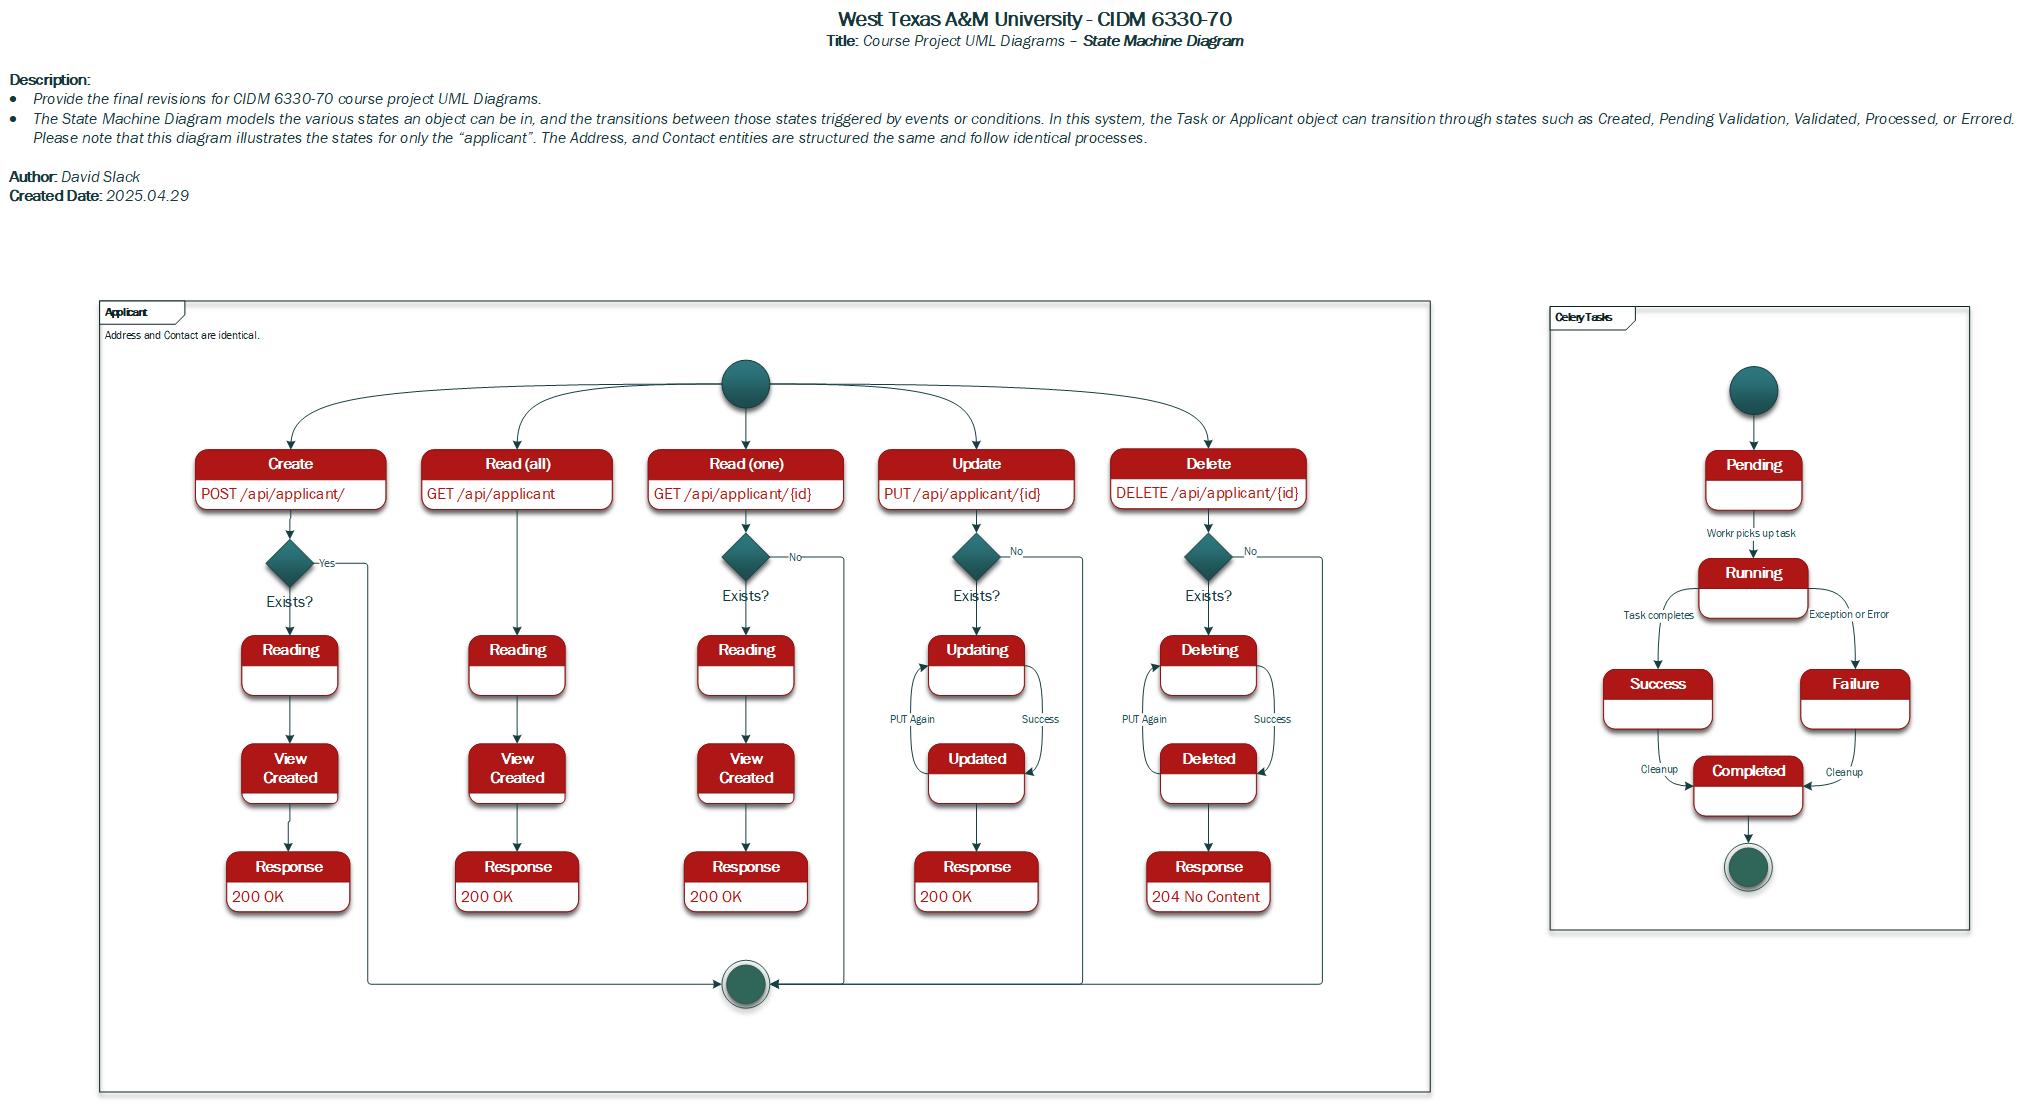 West Texas A&M University - CIDM 6330-70
Title: Course Project UML Diagrams – State Machine Diagram
Description:
• Provide the final revisions for CIDM 6330-70 course project UML Diagrams.
• The State Machine Diagram models the various states an object can be in, and the transitions between those states triggered by events or conditions. In this system, the Task or Applicant object can transition through states such as Created, Pending Validation, Validated, Processed, or Errored.
Please note that this diagram illustrates the states for only the “applicant”. The Address, and Contact entities are structured the same and follow identical processes.
Author: David Slack
Created Date: 2025.04.29
Applicant
Address and Contact are identical.
Create
POST /api/applicant/
Read (all)
GET /api/applicant
Read (one)
GET /api/applicant/{id}
Update
PUT /api/applicant/{id}
Delete
DELETE /api/applicant/{id}
Yes
No
No
No
Exists?
Exists?
Exists?
Exists?
Reading
Reading
Reading
Updating
Deleting
PUT Again
Success
PUT Again
Success
View
Created
View
Created
View
Created
Updated
Deleted
Response
200 OK
Response
200 OK
Response
200 OK
Response
200 OK
Response
204 No Content
Celery Tasks
Pending
Workr picks up task
Running
Task completes
Exception or Error
Success
Failure
Cleanup
Cleanup
Completed